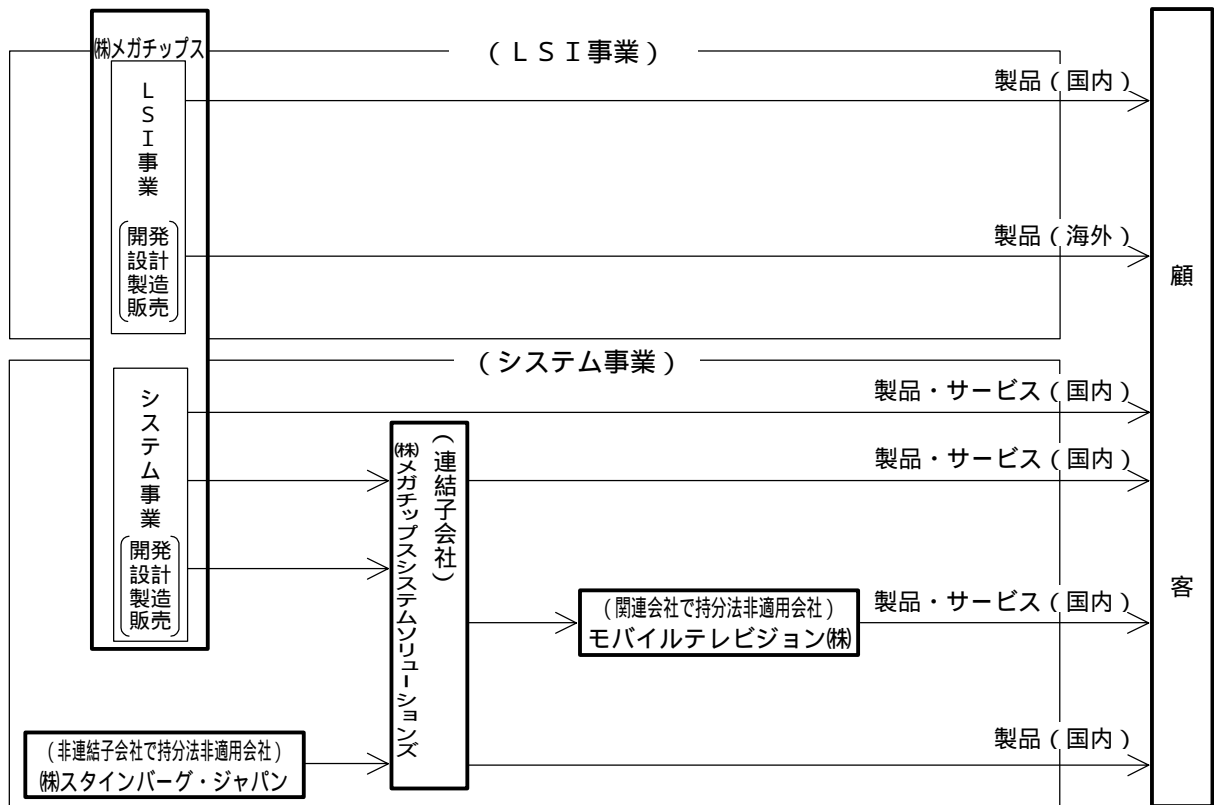 ㈱メガチップス
（ＬＳＩ事業）
製品（国内）
ＬＳＩ事業
開発
設計
製造
販売
製品（海外）
顧客
（システム事業）
システム事業
開発
設計
製造
販売
製品・サービス（国内）
（連結子会社）
㈱メガチップスシステムソリューションズ
製品・サービス（国内）
（関連会社で持分法非適用会社）
モバイルテレビジョン㈱
製品・サービス（国内）
（非連結子会社で持分法非適用会社）
㈱スタインバーグ・ジャパン
製品（国内）